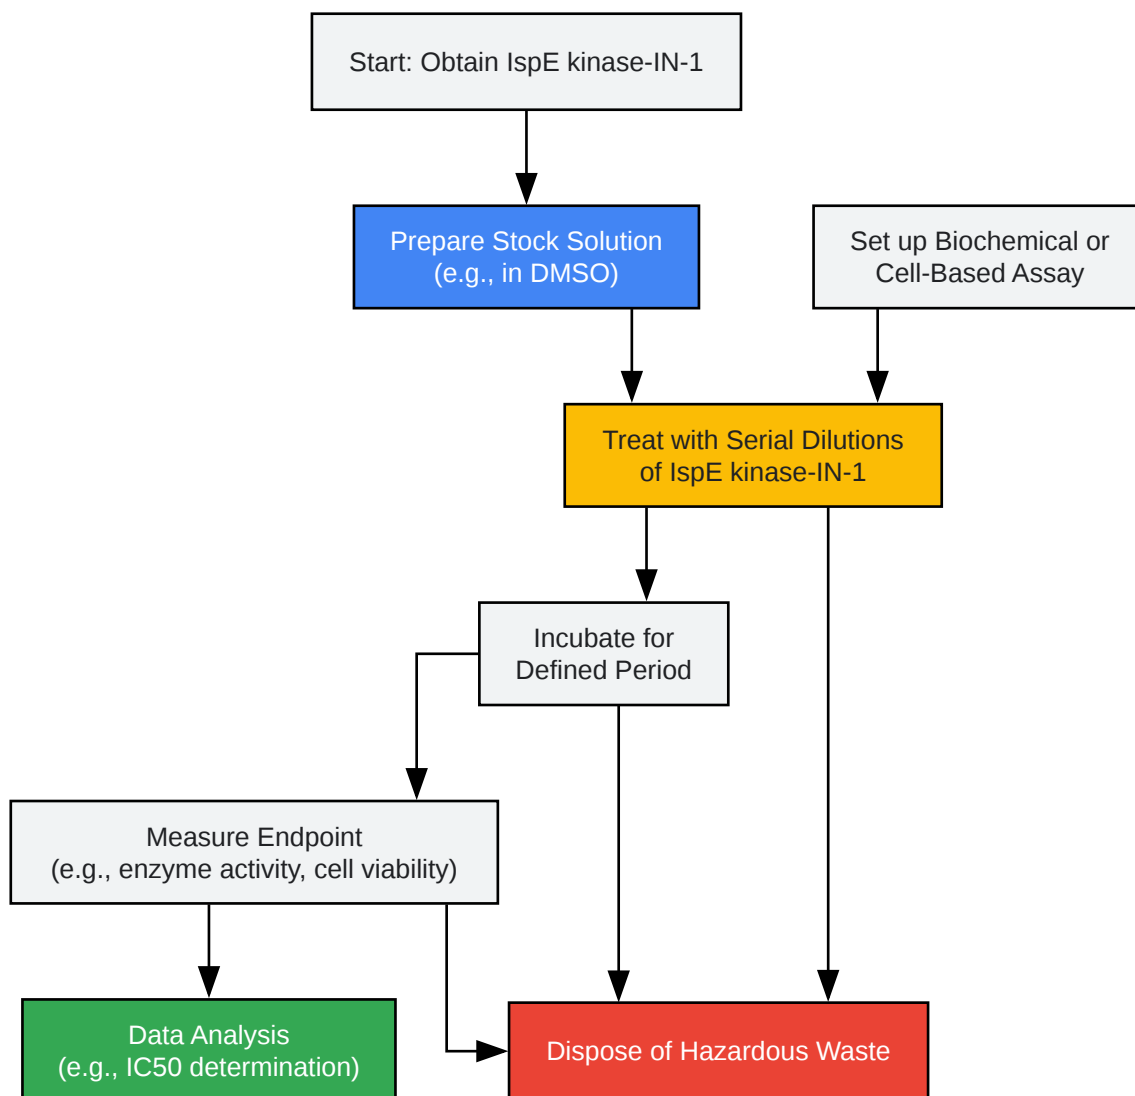 Start: Obtain IspE kinase-IN-1
Prepare Stock Solution
(e.g., in DMSO)
Set up Biochemical or
Cell-Based Assay
Treat with Serial Dilutions
of IspE kinase-IN-1
Incubate for
Defined Period
Measure Endpoint
(e.g., enzyme activity, cell viability)
Data Analysis
(e.g., IC50 determination)
Dispose of Hazardous Waste